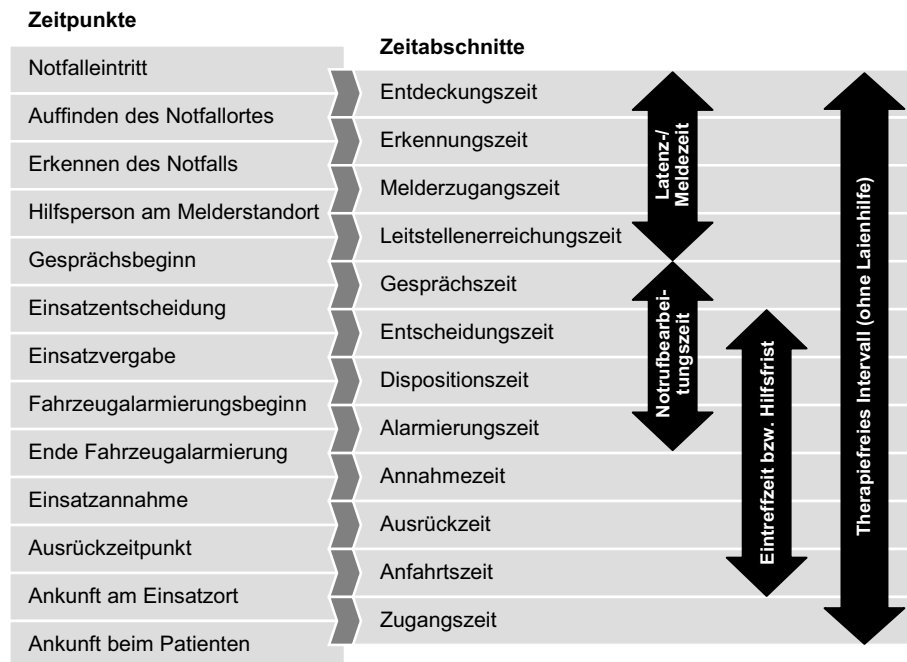 Zeitpunkte
Notfalleintritt
Auffinden des Notfallortes
Erkennen des Notfalls
Hilfsperson am Melderstandort
Gesprächsbeginn
Einsatzentscheidung
Einsatzvergabe
Fahrzeugalarmierungsbeginn
Ende Fahrzeugalarmierung
Einsatzannahme
Ausrückzeitpunkt
Ankunft am Einsatzort
Ankunft beim Patienten
Zeitabschnitte
Entdeckungszeit
Erkennungszeit
Melderzugangszeit
Leitstellenerreichungszeit
Gesprächszeit
Entscheidungszeit
Dispositionszeit
Alarmierungszeit
Annahmezeit
Ausrückzeit
Anfahrtszeit
Zugangszeit
Latenz-/
Meldezeit
Notrufbearbei-
tungszeit
Eintreffzeit bzw. Hilfsfrist
Therapiefreies Intervall (ohne Laienhilfe)